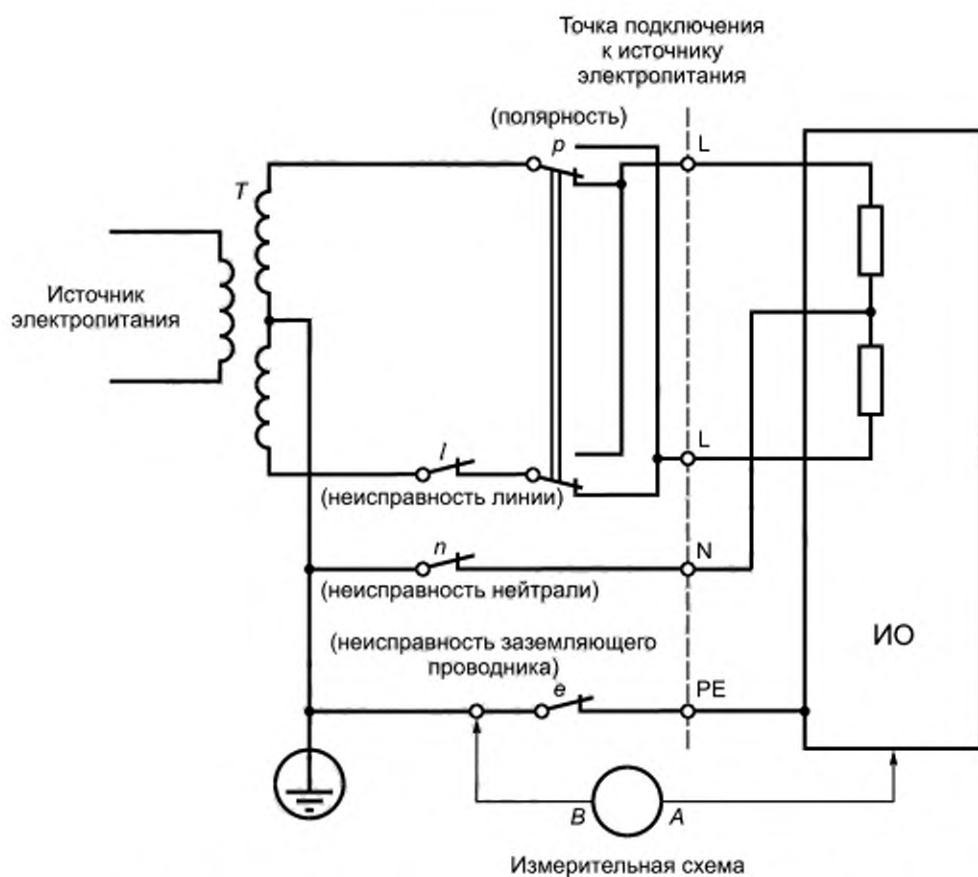 Точка подключения
к источнику
электропитания
(полярность)
p
L
T
Источник
электропитания
L
l
(неисправность линии)
n
N
(неисправность нейтрали)
(неисправность заземляющего
проводника)
e
PE
ИО
B
A
Измерительная схема